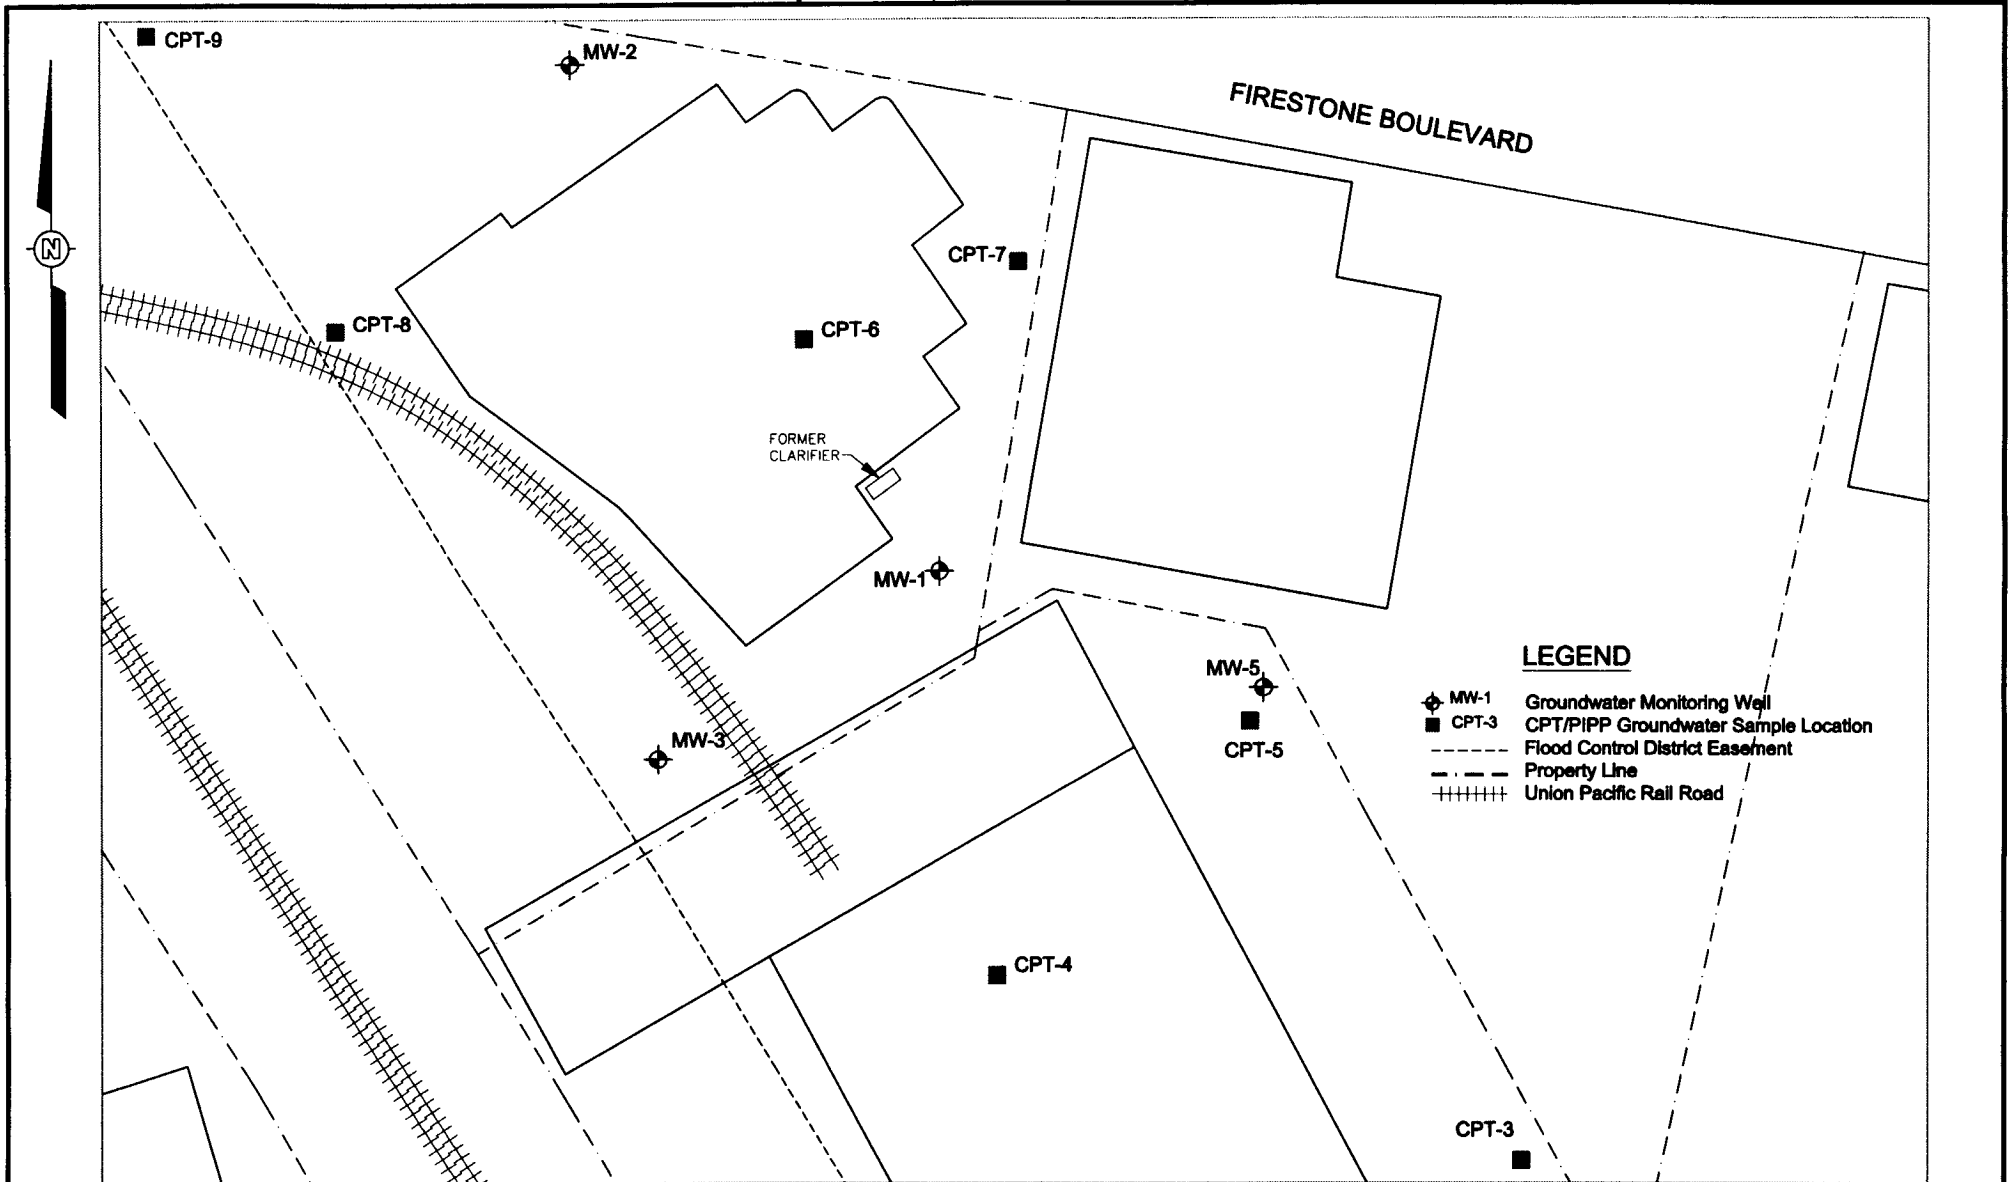 CPT-9
MW-2
FIRESTONE BOULEVARD
N
CPT-7
CPT-8
CPT-6
FORMER
CLARIFIER
MW-1
MW-5
CPT-5
MW-3
LEGEND
MW-1 Groundwater Monitoring Well
CPT-3 CPT/PIPP Groundwater Sample Location
Flood Control District Easement
Property Line
Union Pacific Rail Road
CPT-4
CPT-3